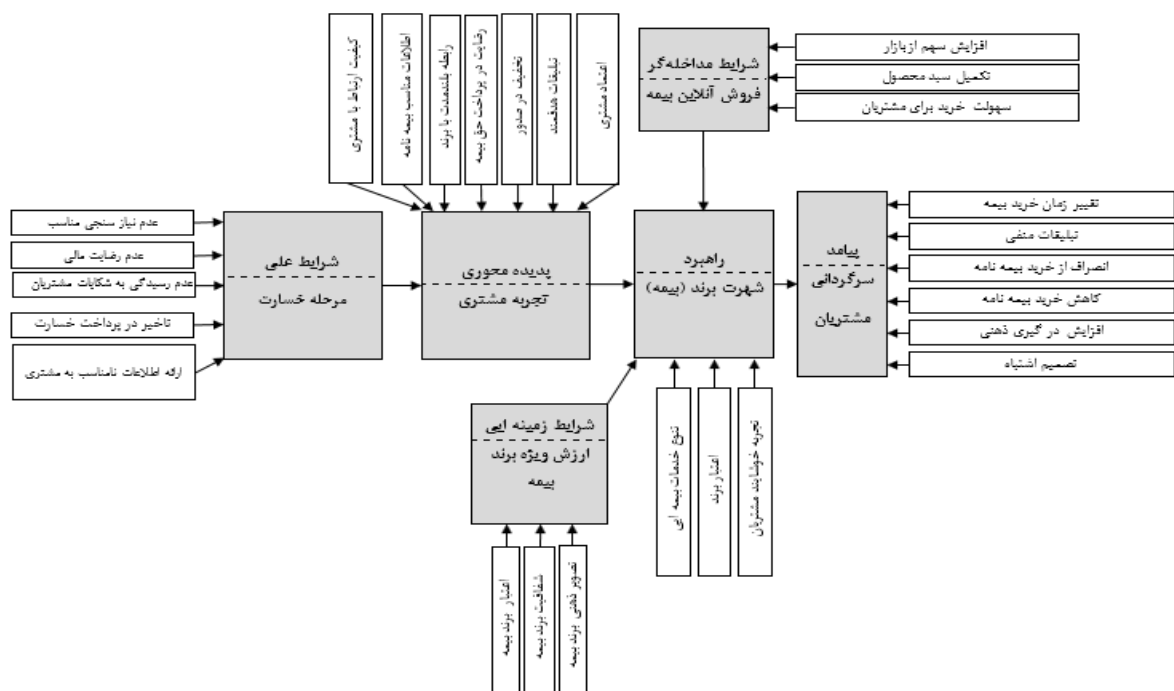 کیفیت ارتباط با مشتری
اطلاعات مناسب بیمه نامه
رابطه بلندمدت با برند
رضایت در پرداخت حق بیمه
تخفیف در صدور
تبلیغات هدفمند
اعتماد مشتری
شرایط مداخله‌گر
فروش آنلاین بیمه
افزایش سهم از بازار
تکمیل سبد محصول
سهولت خرید برای مشتریان
عدم نیاز سنجی مناسب
عدم رضایت مالی
عدم رسیدگی به شکایات مشتریان
تاخیر در پرداخت خسارت
ارائه اطلاعات نامناسب به مشتری
شرایط علی
مرحله خسارت
پدیده محوری
تجربه مشتری
راهبرد
شهرت برند (بیمه)
پیامد
سرگردانی
مشتریان
تقییر زمان خرید بیمه
تبلیغات منفی
انصراف از خرید بیمه نامه
کاهش خرید بیمه نامه
افزایش در گیری ذهنی
تصمیم اشتباه
شرایط زمینه ایی
ارزش ویژه برند
بیمه
تنوع خدمات بیمه ایی
اعتبار برند
تجربه خوشایند مشتریان
اعتبار برند بیمه
شفافیت برند بیمه
تصویر ذهنی برند بیمه